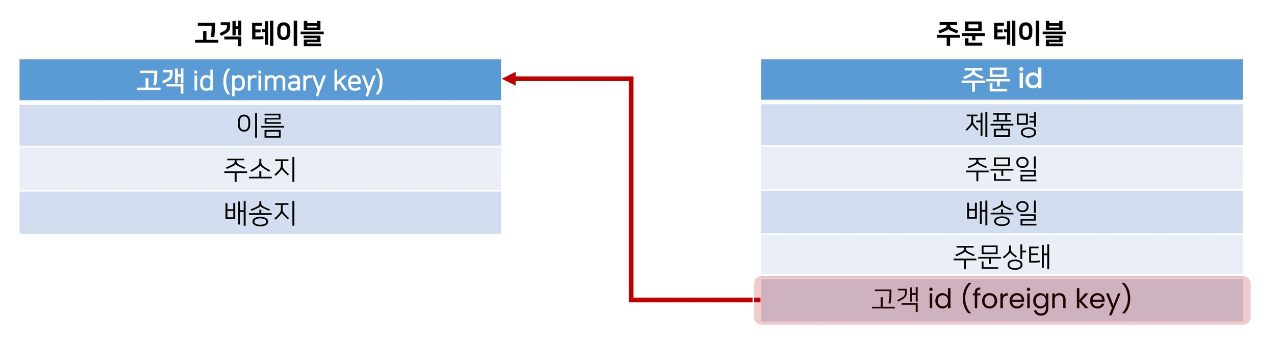 고객 테이블
고객 id (primary key)
이름
주소지
배송지
주문 테이블
주문 id
제품명
주문일
배송일
주문상태
고객 id (foreign key)